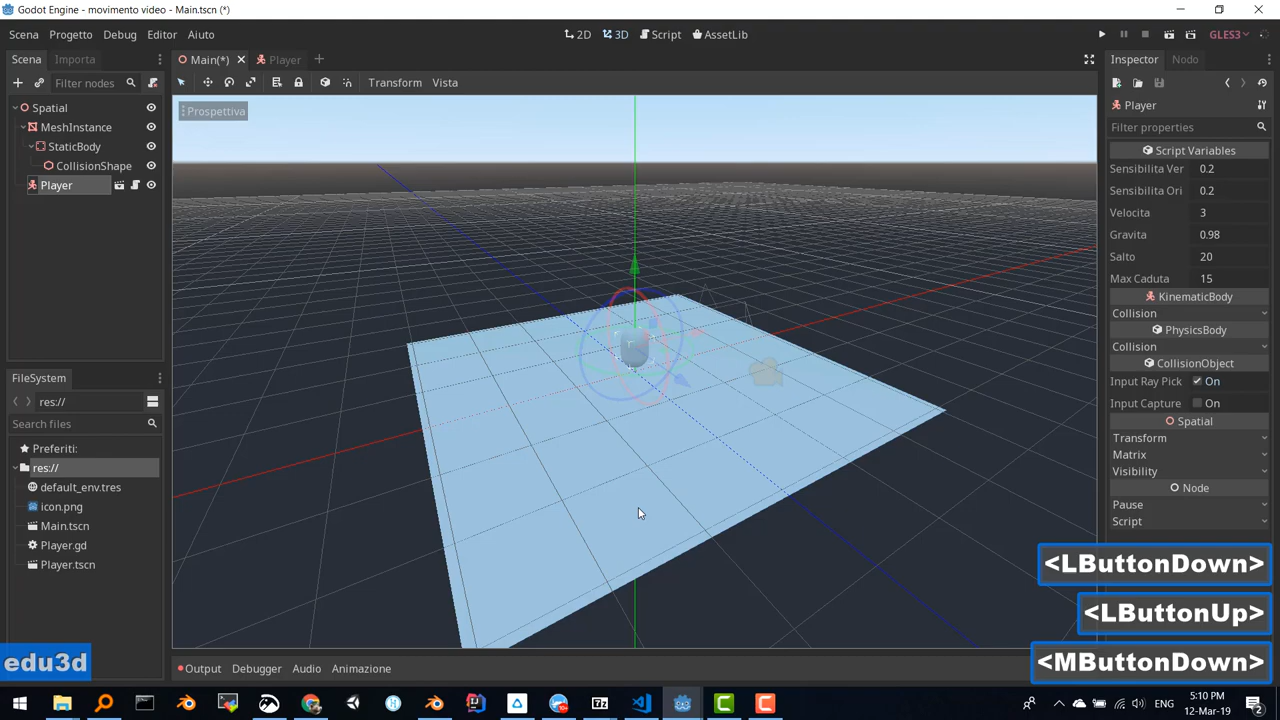 Godot Engine - movimento video - Main.tscn (*)
Scena Progetto Debug Editor Aiuto
2D 3D Script AssetLib
GLES3
Scena Importa
Main(*) Player
Inspector Nodo
Filter nodes
Transform Vista
Spatial
MeshInstance
StaticBody
CollisionShape
Player
Prospettiva
Player
Filter properties
Script Variables
Sensibilita Ver 0.2
Sensibilita Ori 0.2
Velocita 3
Gravita 0.98
Salto 20
Max Caduta 15
KinematicBody
Collision
PhysicsBody
Collision
CollisionObject
Input Ray Pick On
Input Capture On
Spatial
Transform
Matrix
Visibility
Node
Pause
Script
FileSystem
res://
Search files
Preferiti:
res://
default_env.tres
icon.png
Main.tscn
Player.gd
Player.tscn
<LButtonDown>
<LButtonUp>
<MButtonDown>
edu3d
Output Debugger Audio Animazione
ENG
5:10 PM
12-Mar-19
2